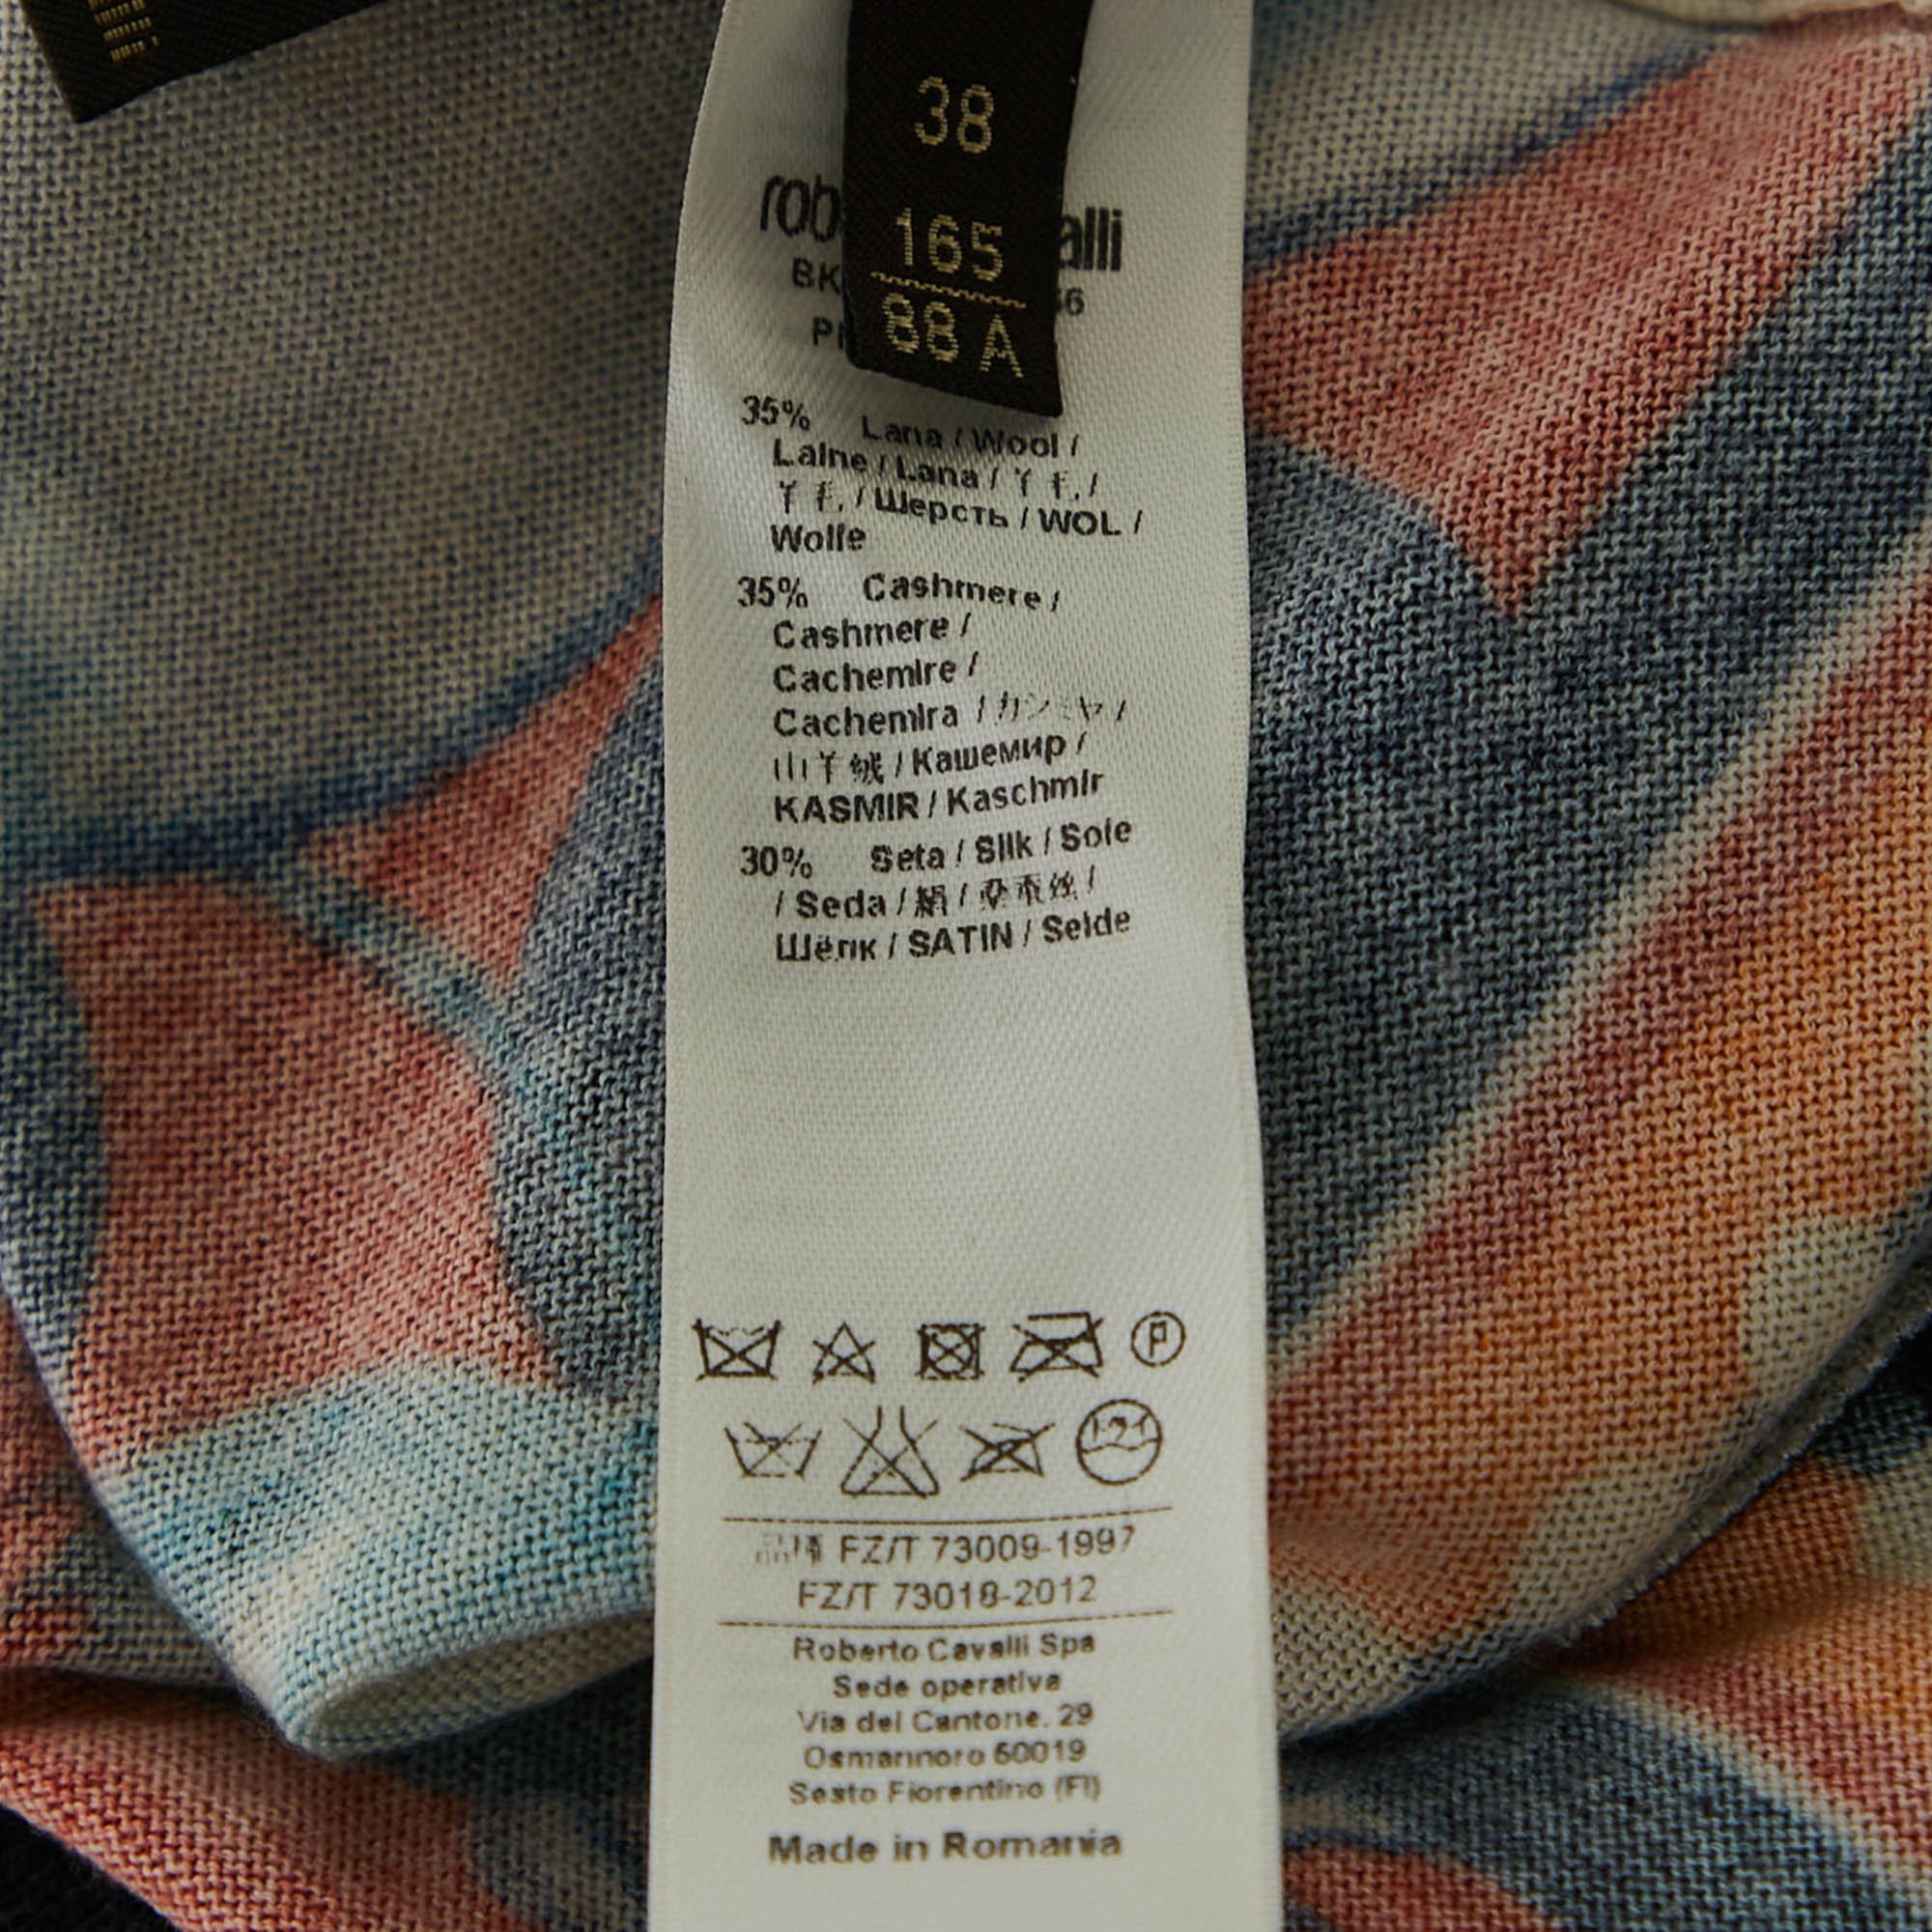 38
165
88 A
35% Lana / Wool /
Laine / Lana / 羊毛 /
羊毛 / Шерсть / WOL /
Wolle
35% Cashmere /
Cashmere /
Cachemire /
Cachemira / カシミヤ /
山羊绒 / Кашемир /
KASMIR / Kaschmir
30% Seta / Silk / Soie
/ Seda / 絹 / 桑蚕丝 /
Шёлк / SATIN / Seide
P
FZ/T 73009-1997
FZ/T 73018-2012
Roberto Cavalli Spa
Sede operativa
Via del Cantone, 29
Osmannoro 50019
Sesto Fiorentino (FI)
Made in Romania